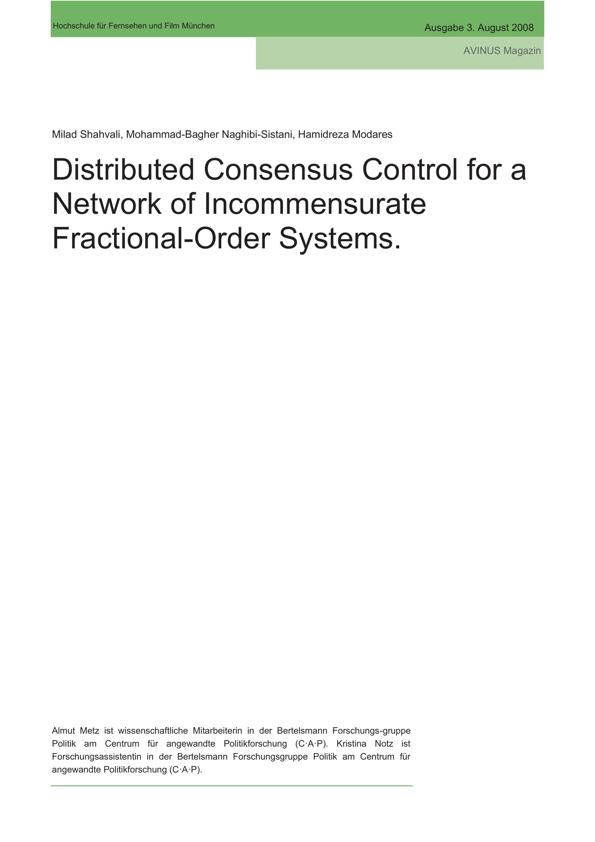 Hochschule für Fernsehen und Film München
Ausgabe 3. August 2008
AVINUS Magazin
Milad Shahvali, Mohammad-Bagher Naghibi-Sistani, Hamidreza Modares
Distributed Consensus Control for a
Network of Incommensurate
Fractional-Order Systems.
Almut Metz ist wissenschaftliche Mitarbeiterin in der Bertelsmann Forschungs-gruppe
Politik am Centrum für angewandte Politikforschung (C·A·P). Kristina Notz ist
Forschungsassistentin in der Bertelsmann Forschungsgruppe Politik am Centrum für
angewandte Politikforschung (C·A·P).